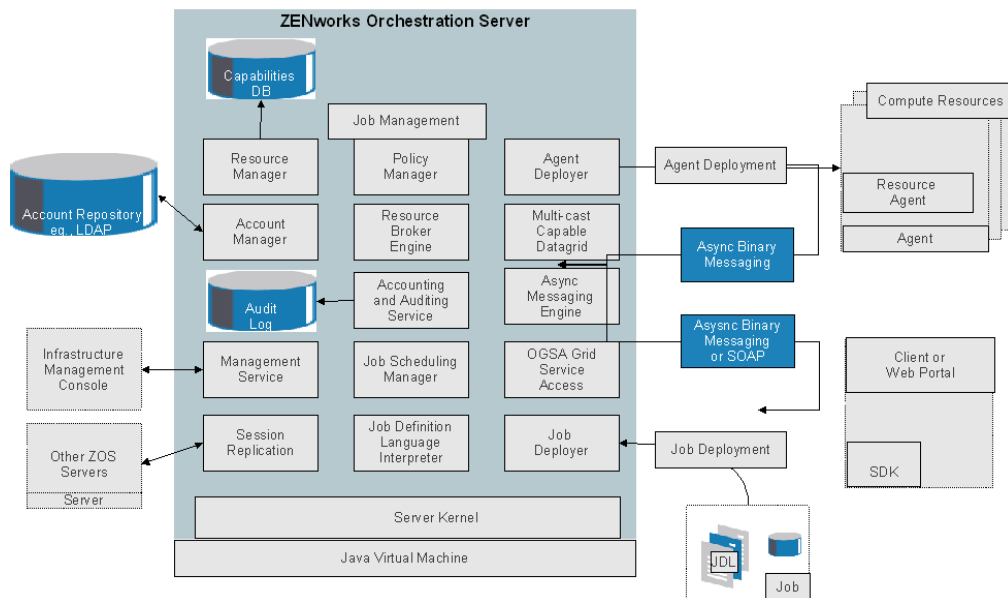 ZENworks Orchestration Server
Capabilities
DB
Job Management
Resource
Manager
Policy
Manager
Agent
Deployer
Agent Deployment
Compute Resources
Resource
Agent
Agent
Account Repository
eg., LDAP
Account
Manager
Resource
Broker
Engine
Multi-cast
Capable
Datagrid
Async Binary
Messaging
Audit
Log
Accounting
and Auditing
Service
Async
Messaging
Engine
Asysnc Binary
Messaging
or SOAP
Infrastructure
Management
Console
Management
Service
Job Scheduling
Manager
OGSA Grid
Service
Access
Client or
Web Portal
SDK
Other ZOS
Servers
Server
Session
Replication
Job Definition
Language
Interpreter
Job
Deployer
Job Deployment
Server Kernel
Java Virtual Machine
JDL
Job